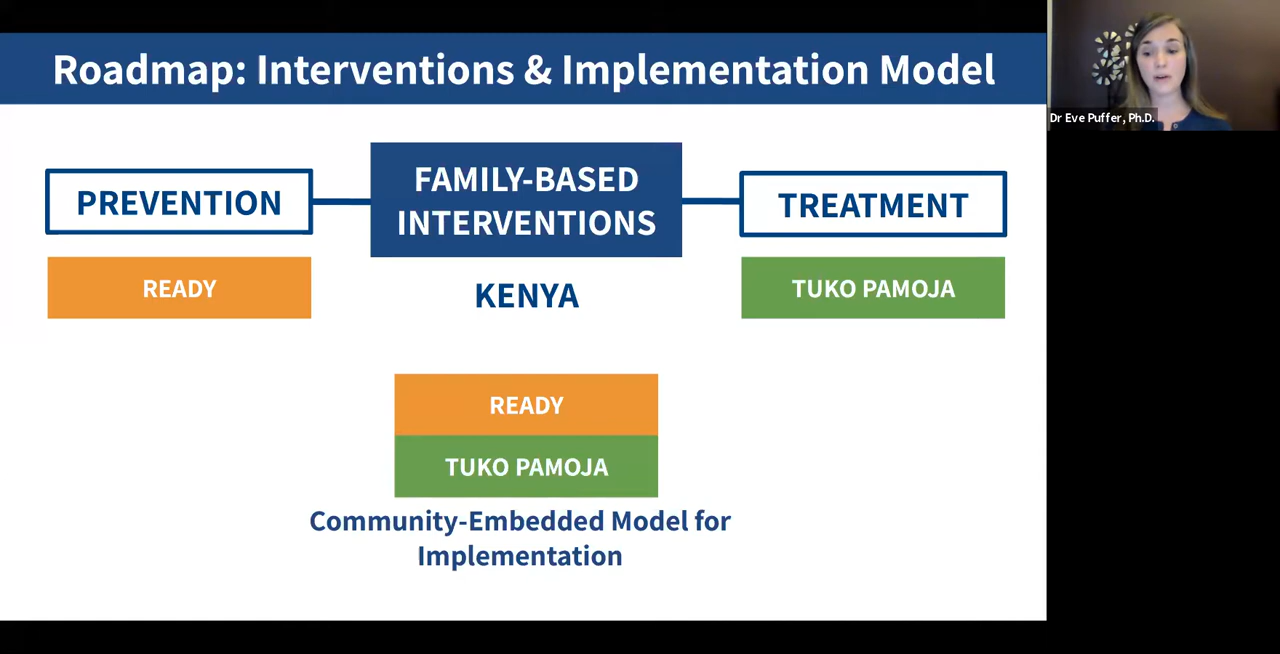 Roadmap: Interventions & Implementation Model
Dr Eve Puffer, Ph.D.
PREVENTION
FAMILY-BASED
INTERVENTIONS
TREATMENT
READY
KENYA
TUKO PAMOJA
READY
TUKO PAMOJA
Community-Embedded Model for
Implementation